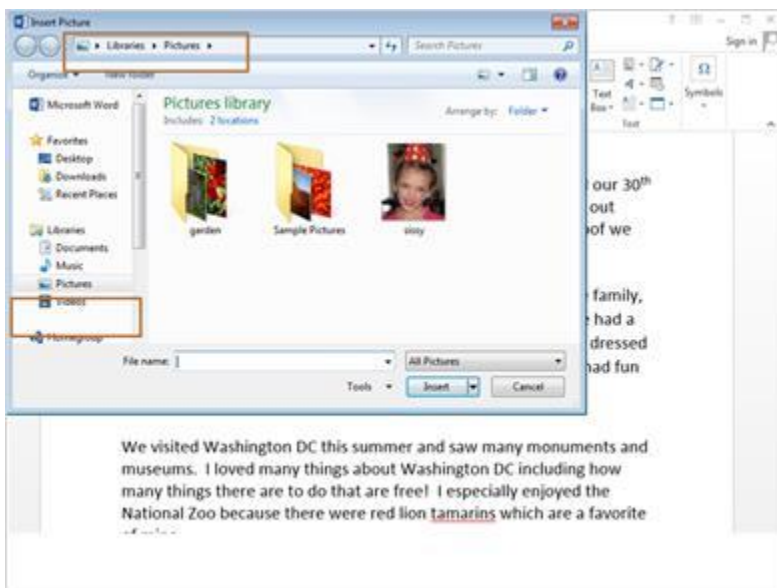 Insert Picture
Sign in
Libraries Pictures
Search Pictures
Organize New folder
Text Box
Symbols
Text
Microsoft Word
Favorites
Desktop
Downloads
Recent Places
Libraries
Documents
Music
Pictures
Videos
Homegroup
Pictures library
Includes: 2 locations
Arrange by: Folder
garden
Sample Pictures
sissy
File name:
All Pictures
Tools
Insert
Cancel
our 30th
out
of we
family,
had a
dressed
had fun
We visited Washington DC this summer and saw many monuments and
museums. I loved many things about Washington DC including how
many things there are to do that are free! I especially enjoyed the
National Zoo because there were red lion tamarins which are a favorite